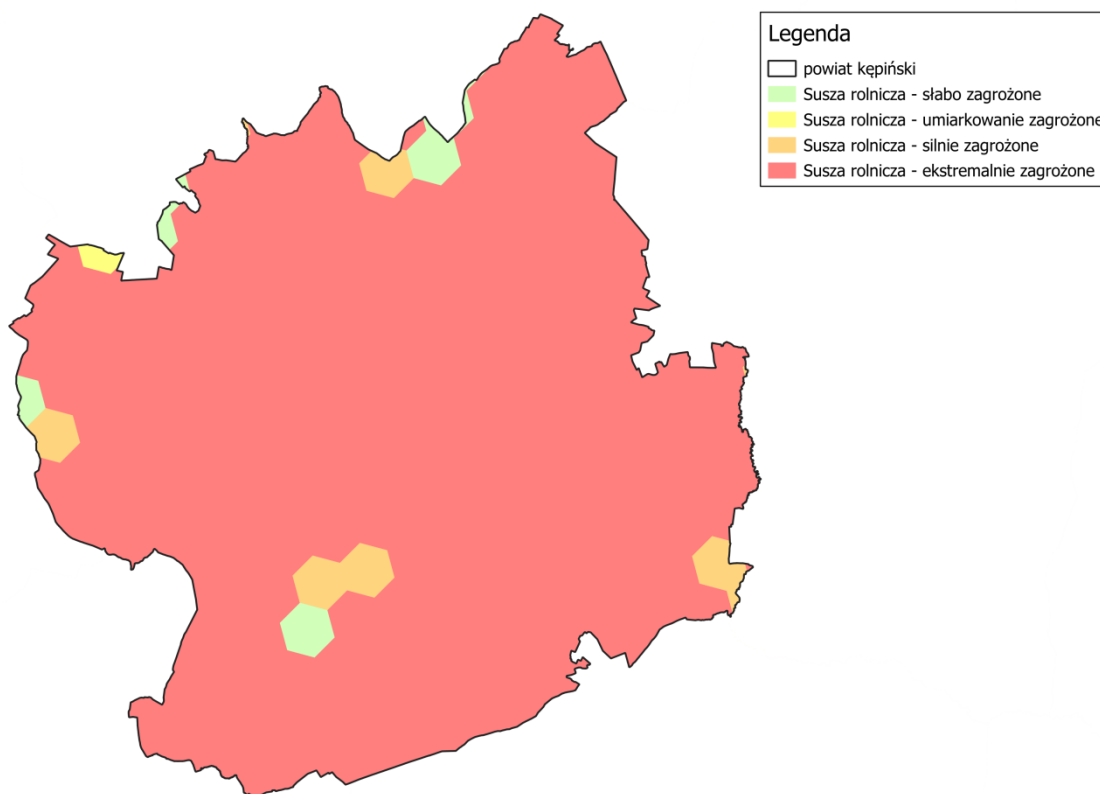 Legenda
powiat kępiński
Susza rolnicza - słabo zagrożone
Susza rolnicza - umiarkowanie zagrożone
Susza rolnicza - silnie zagrożone
Susza rolnicza - ekstremalnie zagrożone